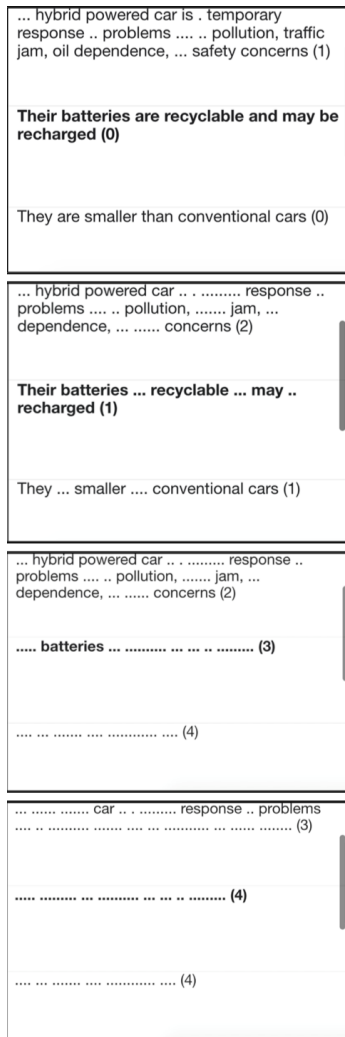 ... hybrid powered car is . temporary
response .. problems .... .. pollution, traffic
jam, oil dependence, ... safety concerns (1)
Their batteries are recyclable and may be
recharged (0)
They are smaller than conventional cars (0)
... hybrid powered car .. . ......... response ..
problems .... .. pollution, ....... jam, ...
dependence, ... ...... concerns (2)
Their batteries ... recyclable ... may ..
recharged (1)
They ... smaller .... conventional cars (1)
... hybrid powered car .. . ......... response ..
problems .... .. pollution, ....... jam, ...
dependence, ... ...... concerns (2)
..... batteries ... .......... ... ... .. ......... (3)
.... ... ....... .... ............ .... (4)
... ...... ....... car .. . ......... response .. problems
.... .. .......... ....... .... ... ............ ... ...... ........ (3)
..... ......... ... .......... ... ... .. ......... (4)
.... ... ....... .... ............ .... (4)